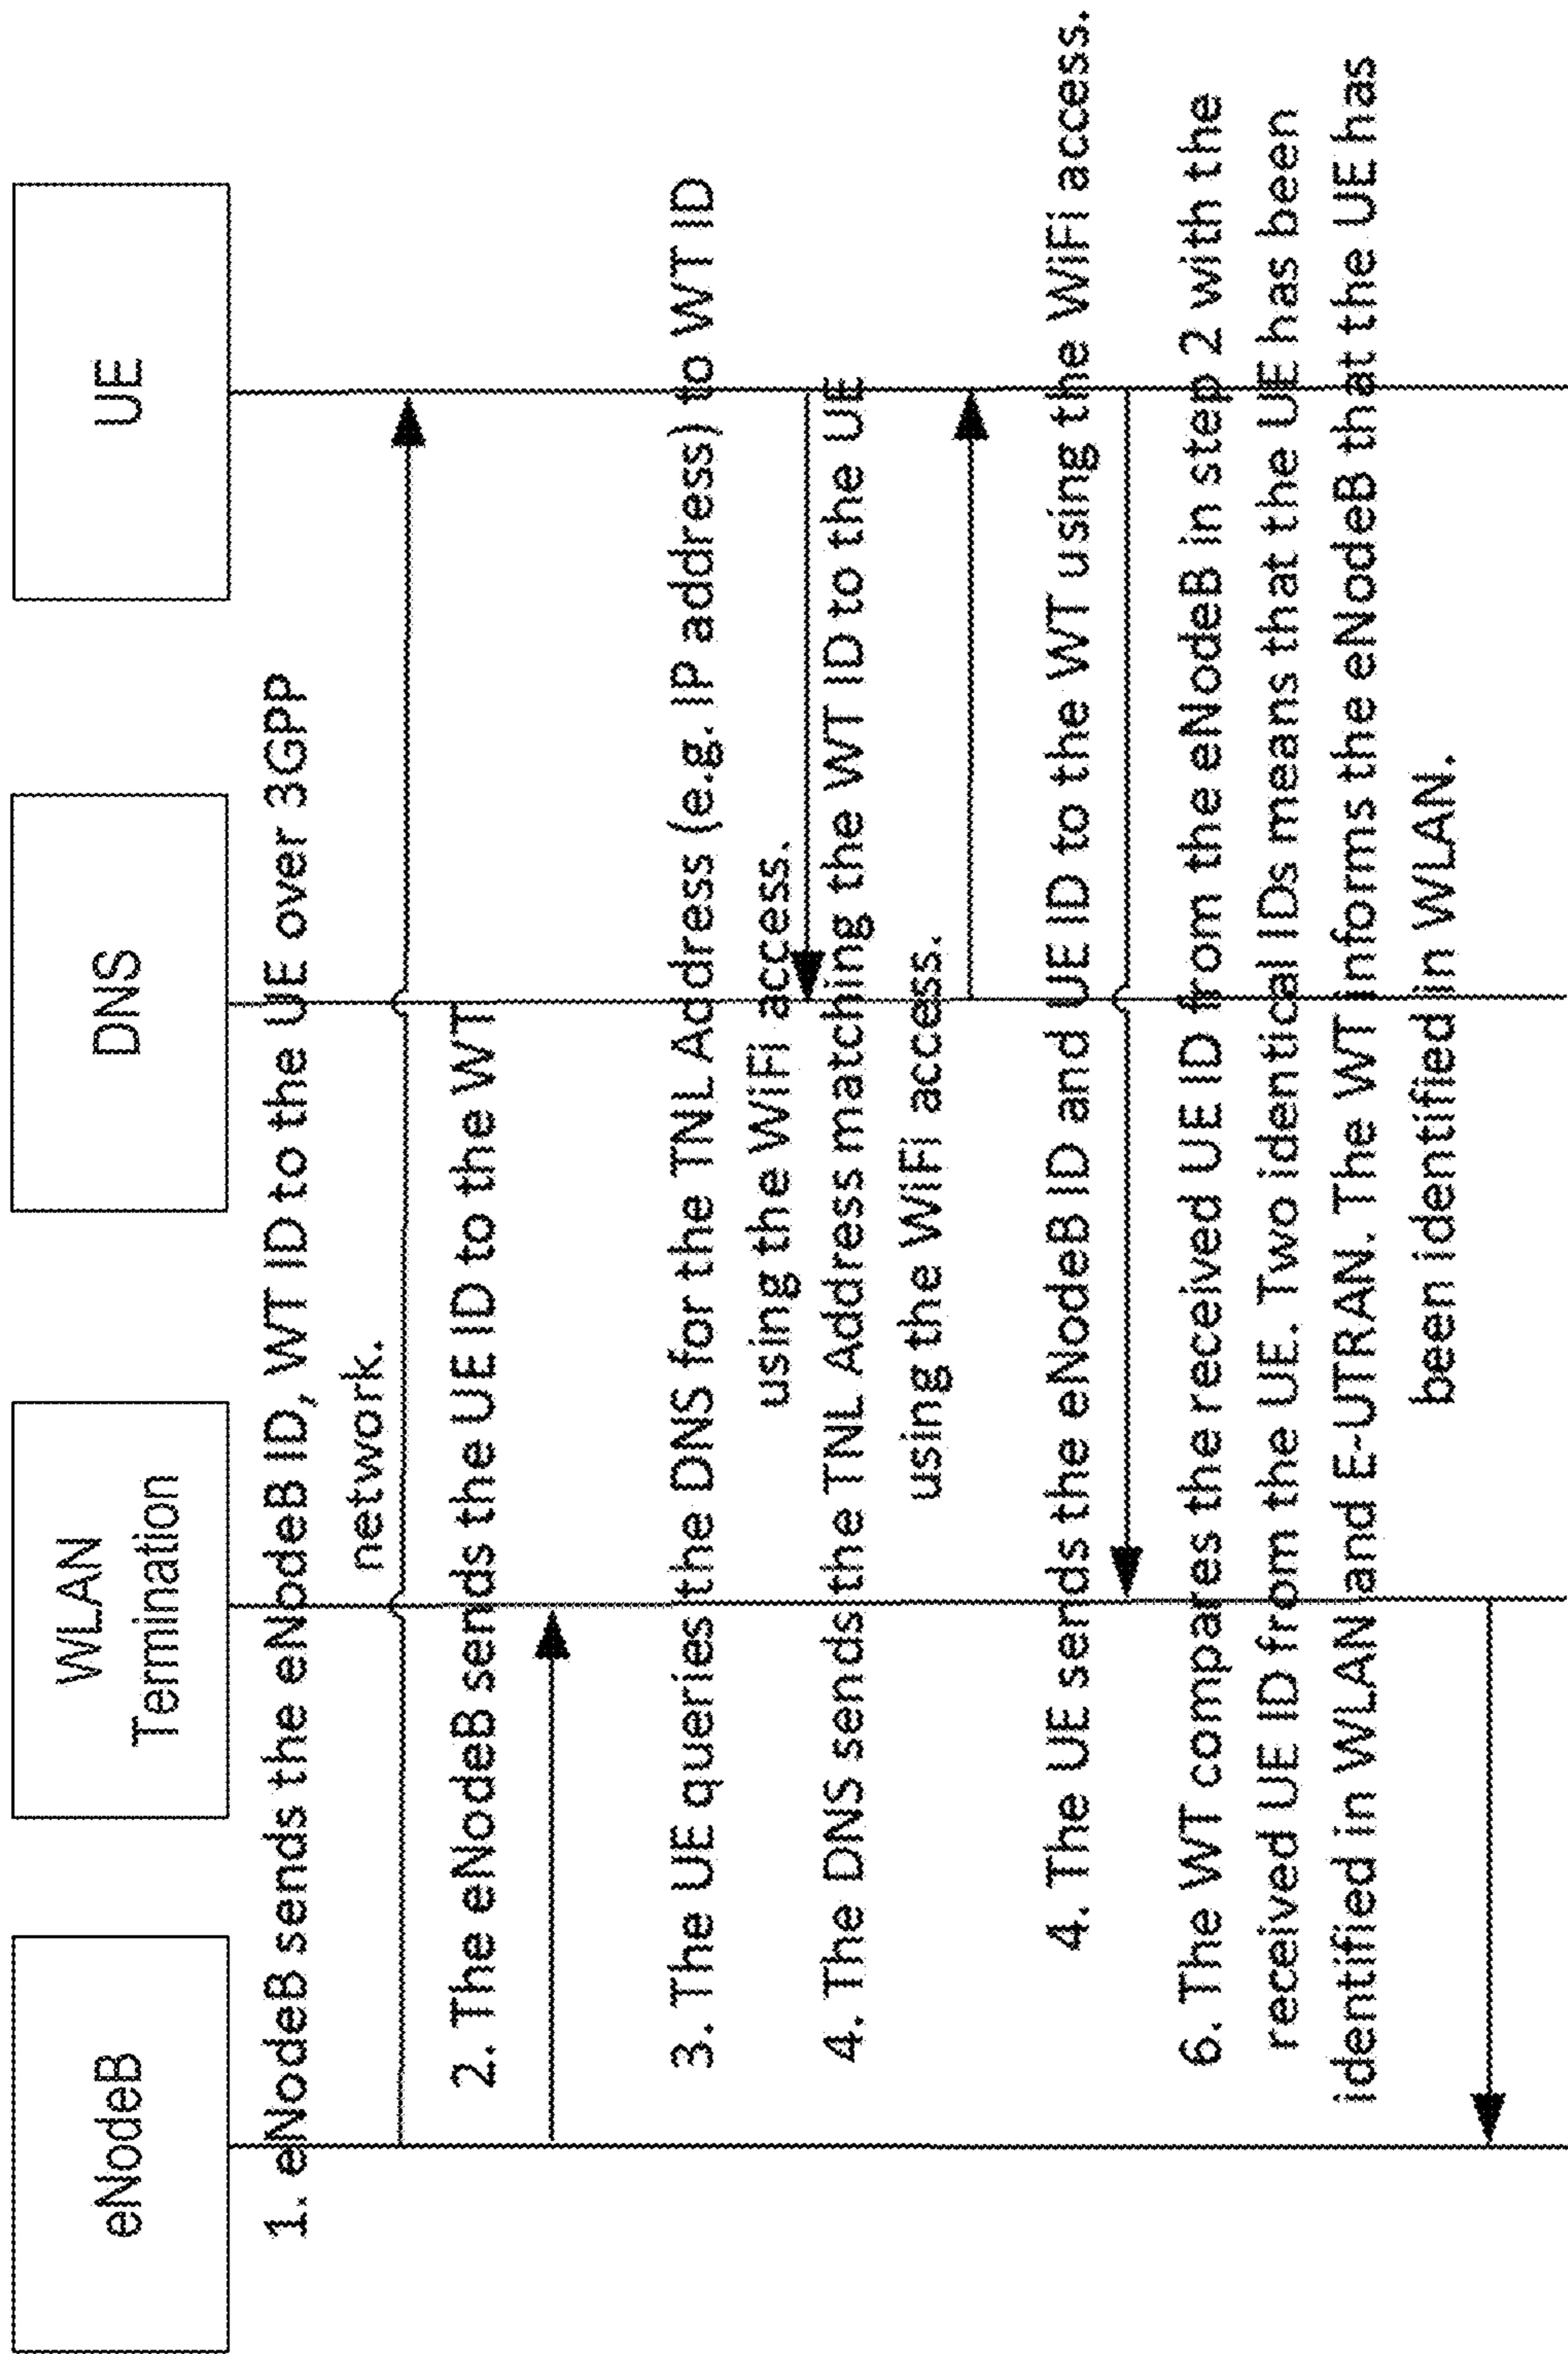 eNodeB
WLAN
Termination
DNS
UE
1. eNodeB sends the eNodeB ID, WT ID to the UE over 3GPP
network.
2. The eNodeB sends the UE ID to the WT
3. The UE queries the DNS for the TNL Address (e.g. IP address) to WT ID
using the WiFi access.
4. The DNS sends the TNL Address matching the WT ID to the UE
using the WiFi access.
4. The UE sends the eNodeB ID and UE ID to the WT using the WiFi access.
6. The WT compares the received UE ID from the eNodeB in step 2 with the
received UE ID from the UE. Two identical IDs means that the UE has been
identified in WLAN and E-UTRAN. The WT informs the eNodeB that the UE has
been identified in WLAN.